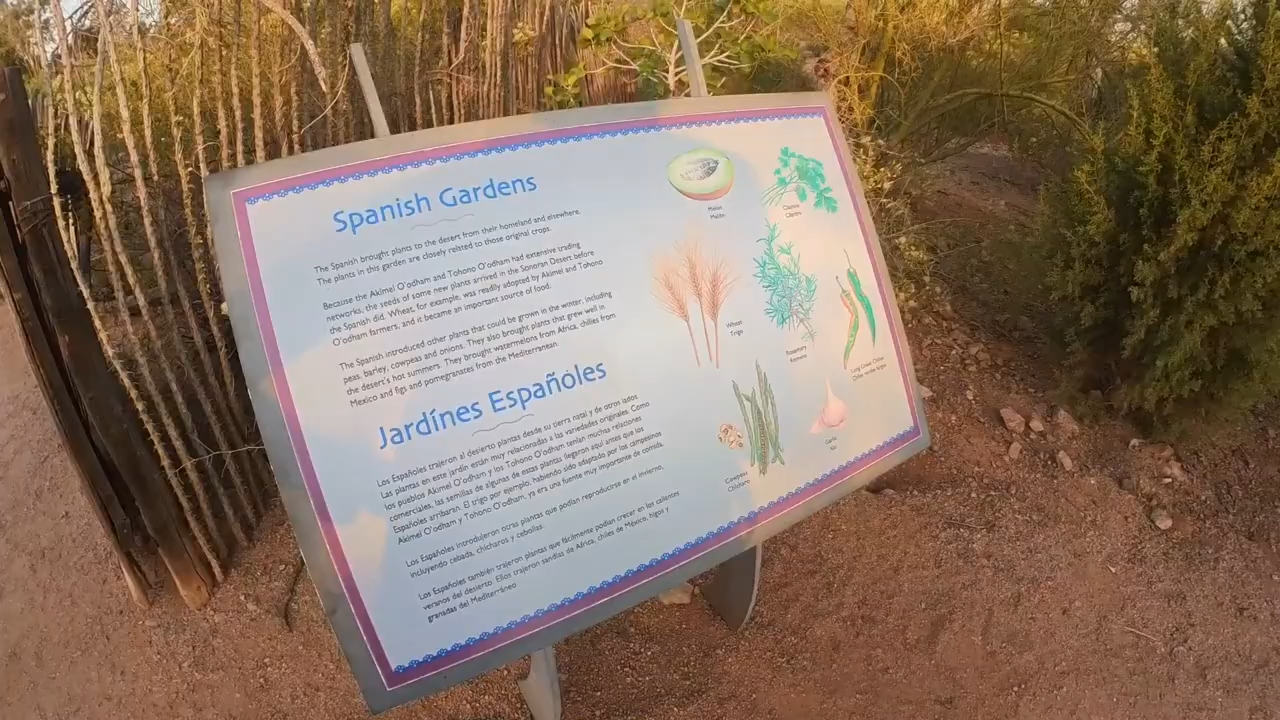 Spanish Gardens
The Spanish brought plants to the desert from their homeland and elsewhere.
The plants in this garden are closely related to those original crops.
Because the Akimel O'odham and Tohono O'odham had extensive trading
networks, the seeds of some new plants arrived in the Sonoran Desert before
the Spanish did. Wheat, for example, was readily adopted by Akimel and Tohono
O'odham farmers, and it became an important source of food.
The Spanish introduced other plants that could be grown in the winter, including
peas, barley, cowpeas and onions. They also brought plants that grew well in
the desert's hot summers. They brought watermelons from Africa, chilies from
Mexico and figs and pomegranates from the Mediterranean.
Jardínes Españoles
Los Españoles trajeron al desierto plantas desde su tierra natal y de otros lados.
Las plantas en este jardín están muy relacionadas a las variedades originales. Como
los pueblos Akimel O'odham y los Tohono O'odham tenían muchas relaciones
comerciales, las semillas de algunas de estas plantas llegaron aquí antes que los
Españoles arribaran. El trigo por ejemplo, habiendo sido adaptado por los campesinos
Akimel O'odham y Tohono O'odham, ya era una fuente muy importante de comida.
Los Españoles introdujeron otras plantas que podían reproducirse en el invierno,
incluyendo cebada, chícharos y cebollas.
Los Españoles también trajeron plantas que fácilmente podían crecer en los calientes
veranos del desierto. Ellos trajeron sandías de Africa, chiles de México, higos y
granadas del Mediterráneo
Melon
Melón
Cilantro
Cilantro
Wheat
Trigo
Rosemary
Romero
Long Green Chilies
Chiles verdes largos
Garlic
Ajo
Cowpeas
Chícharo